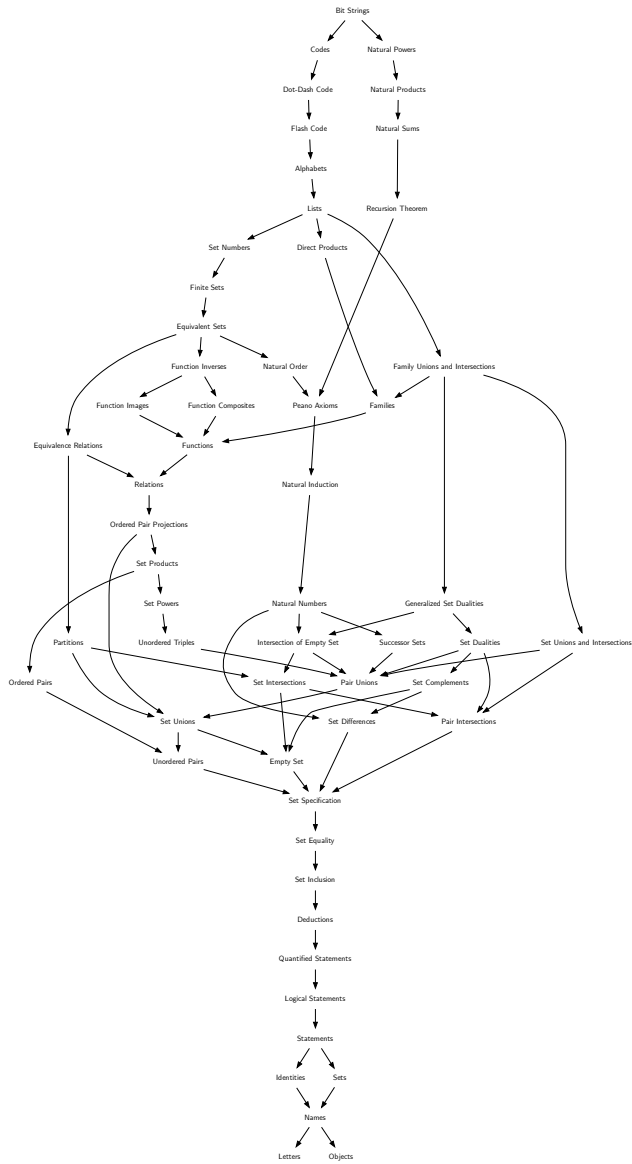 Bit Strings
Codes
Natural Powers
Dot-Dash Code
Natural Products
Flash Code
Natural Sums
Alphabets
Lists
Recursion Theorem
Set Numbers
Direct Products
Finite Sets
Equivalent Sets
Function Inverses
Natural Order
Family Unions and Intersections
Function Images
Function Composites
Peano Axioms
Families
Equivalence Relations
Functions
Relations
Natural Induction
Ordered Pair Projections
Set Products
Set Powers
Natural Numbers
Generalized Set Dualities
Partitions
Unordered Triples
Intersection of Empty Set
Successor Sets
Set Dualities
Set Unions and Intersections
Ordered Pairs
Set Intersections
Pair Unions
Set Complements
Set Unions
Set Differences
Pair Intersections
Unordered Pairs
Empty Set
Set Specification
Set Equality
Set Inclusion
Deductions
Quantified Statements
Logical Statements
Statements
Identities
Sets
Names
Letters
Objects